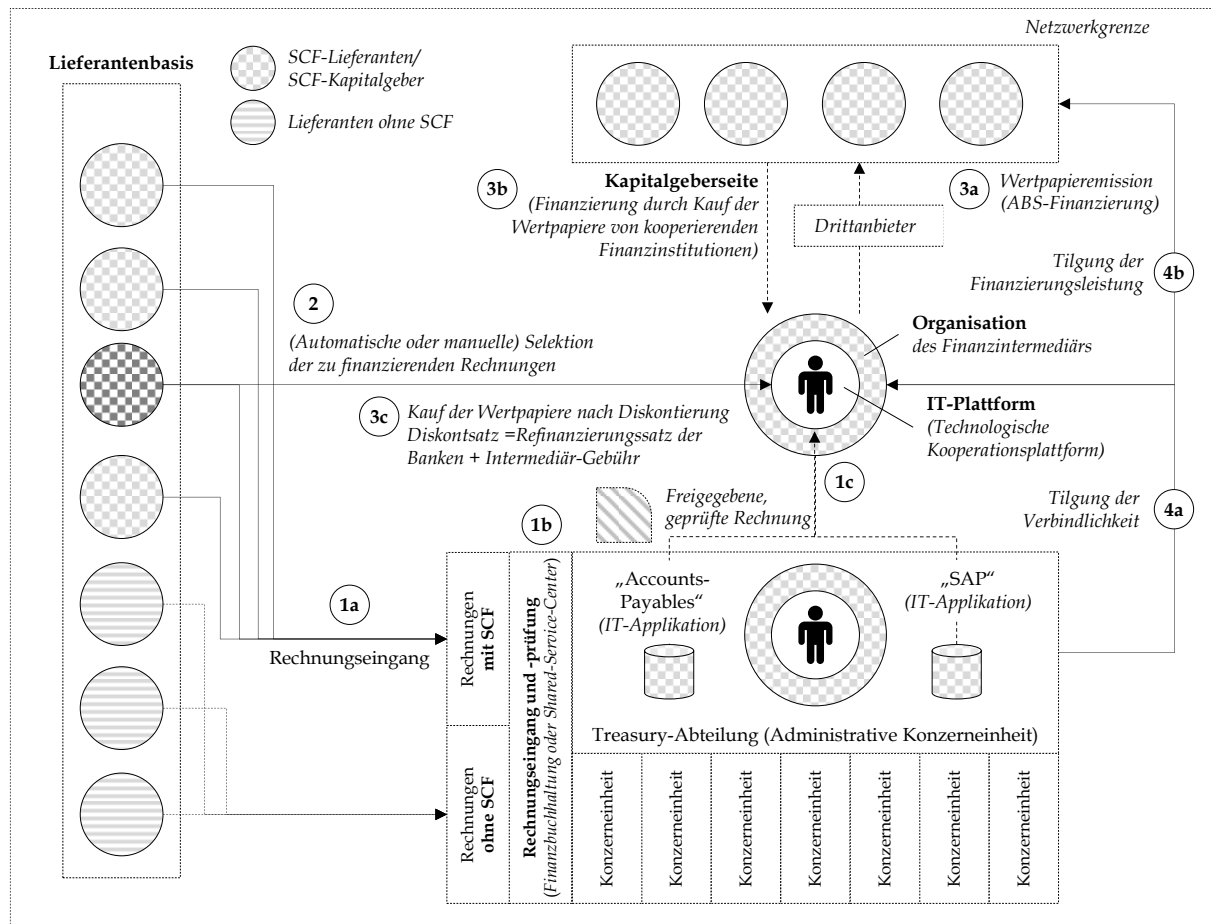 Netzwerkgrenze
Lieferantenbasis
SCF-Lieferanten/
SCF-Kapitalgeber
Lieferanten ohne SCF
3b
Kapitalgeberseite
(Finanzierung durch Kauf der
Wertpapiere von kooperierenden
Finanzinstitutionen)
3a
Wertpapieremission
(ABS-Finanzierung)
Drittanbieter
Tilgung der
Finanzierungsleistung
4b
2
(Automatische oder manuelle) Selektion
der zu finanzierenden Rechnungen
Organisation
des Finanzintermediärs
3c
Kauf der Wertpapiere nach Diskontierung
Diskontsatz =Refinanzierungssatz der
Banken + Intermediär-Gebühr
IT-Plattform
(Technologische
Kooperationsplattform)
1c
Freigegebene,
geprüfte Rechnung
1b
Tilgung der
Verbindlichkeit
4a
1a
Rechnungseingang
Rechnungen
mit SCF
Rechnungen
ohne SCF
Rechnungseingang und -prüfung
(Finanzbuchhaltung oder Shared-Service-Center)
„Accounts-
Payables“
(IT-Applikation)
„SAP“
(IT-Applikation)
Treasury-Abteilung (Administrative Konzerneinheit)
Konzerneinheit
Konzerneinheit
Konzerneinheit
Konzerneinheit
Konzerneinheit
Konzerneinheit
Konzerneinheit